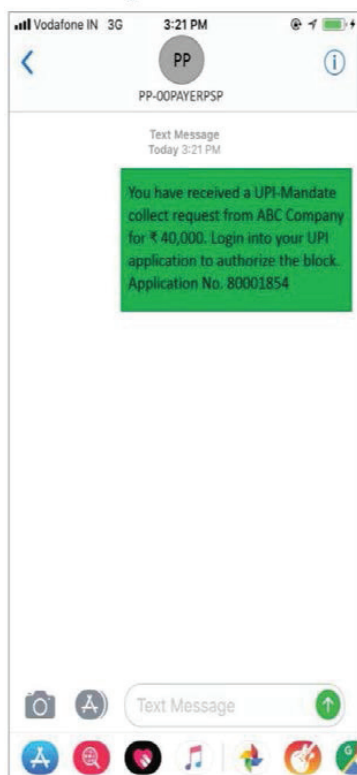 Vodafone IN 3G 3:21 PM
PP
PP-OOPAYERPSP
Text Message
Today 3:21 PM
You have received a UPI-Mandate
collect request from ABC Company
for ₹ 40,000. Login into your UPI
application to authorize the block.
Application No. 80001854
Text Message